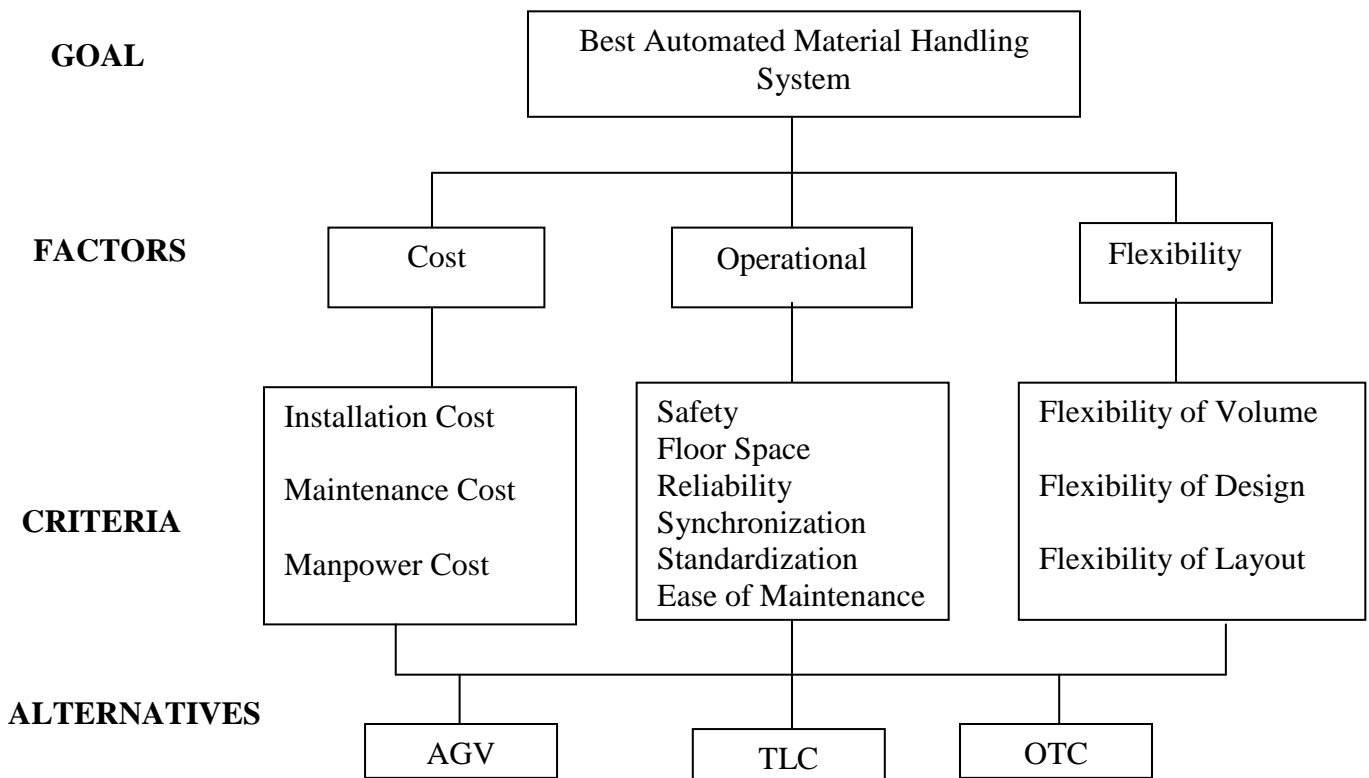 GOAL
Best Automated Material Handling
System
FACTORS
Cost
Operational
Flexibility
CRITERIA
Installation Cost
Maintenance Cost
Manpower Cost
Safety
Floor Space
Reliability
Synchronization
Standardization
Ease of Maintenance
Flexibility of Volume
Flexibility of Design
Flexibility of Layout
ALTERNATIVES
AGV
TLC
OTC